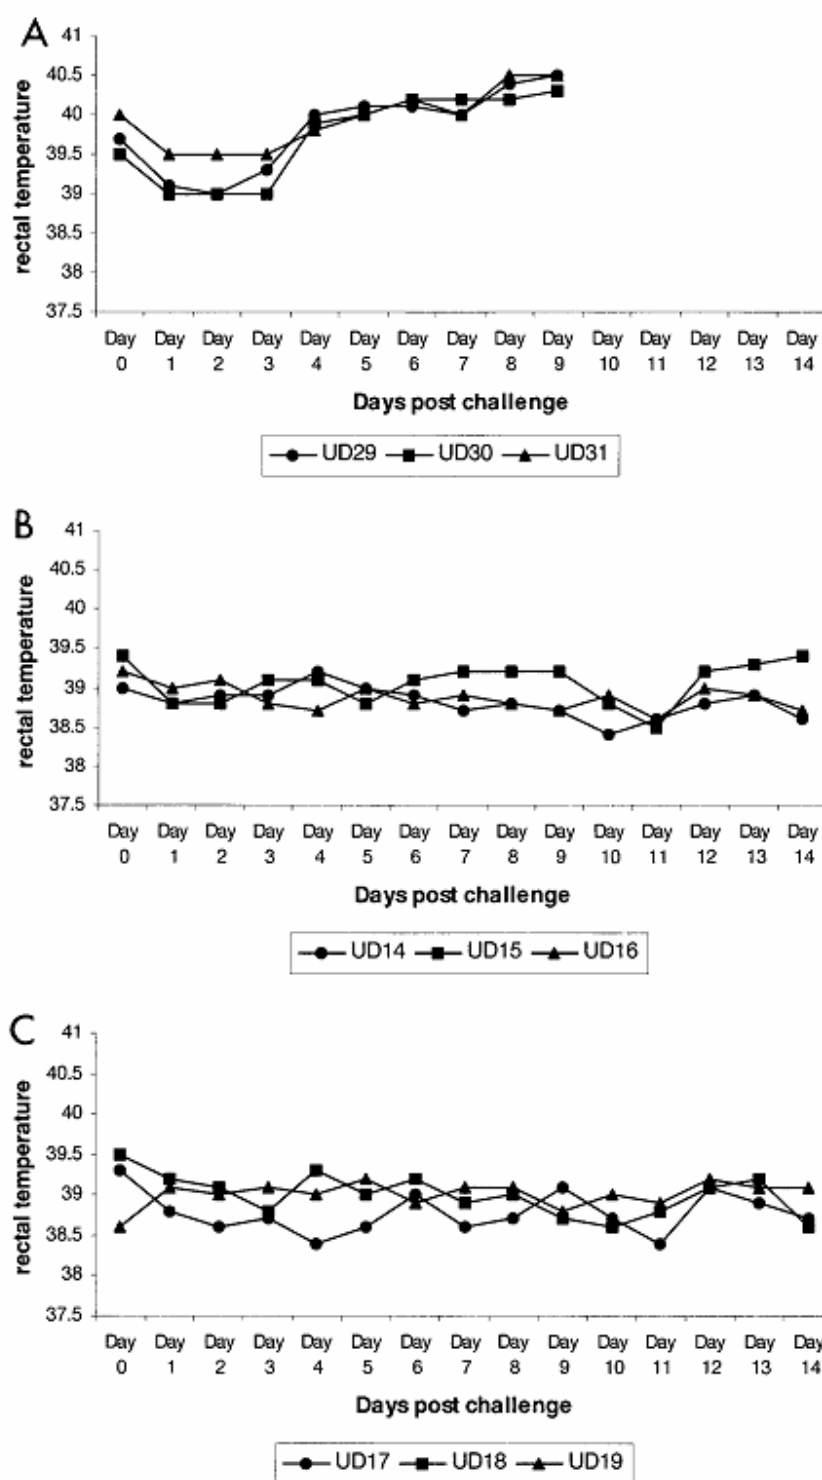 A
41
40.5
40
39.5
39
38.5
38
37.5
rectal temperature
Day Day Day Day Day Day Day Day Day Day Day Day Day Day Day
0 1 2 3 4 5 6 7 8 9 10 11 12 13 14
Days post challenge
UD29 UD30 UD31
B
41
40.5
40
39.5
39
38.5
38
37.5
rectal temperature
Day Day Day Day Day Day Day Day Day Day Day Day Day Day Day
0 1 2 3 4 5 6 7 8 9 10 11 12 13 14
Days post challenge
UD14 UD15 UD16
C
41
40.5
40
39.5
39
38.5
38
37.5
rectal temperature
Day Day Day Day Day Day Day Day Day Day Day Day Day Day Day
0 1 2 3 4 5 6 7 8 9 10 11 12 13 14
Days post challenge
UD17 UD18 UD19